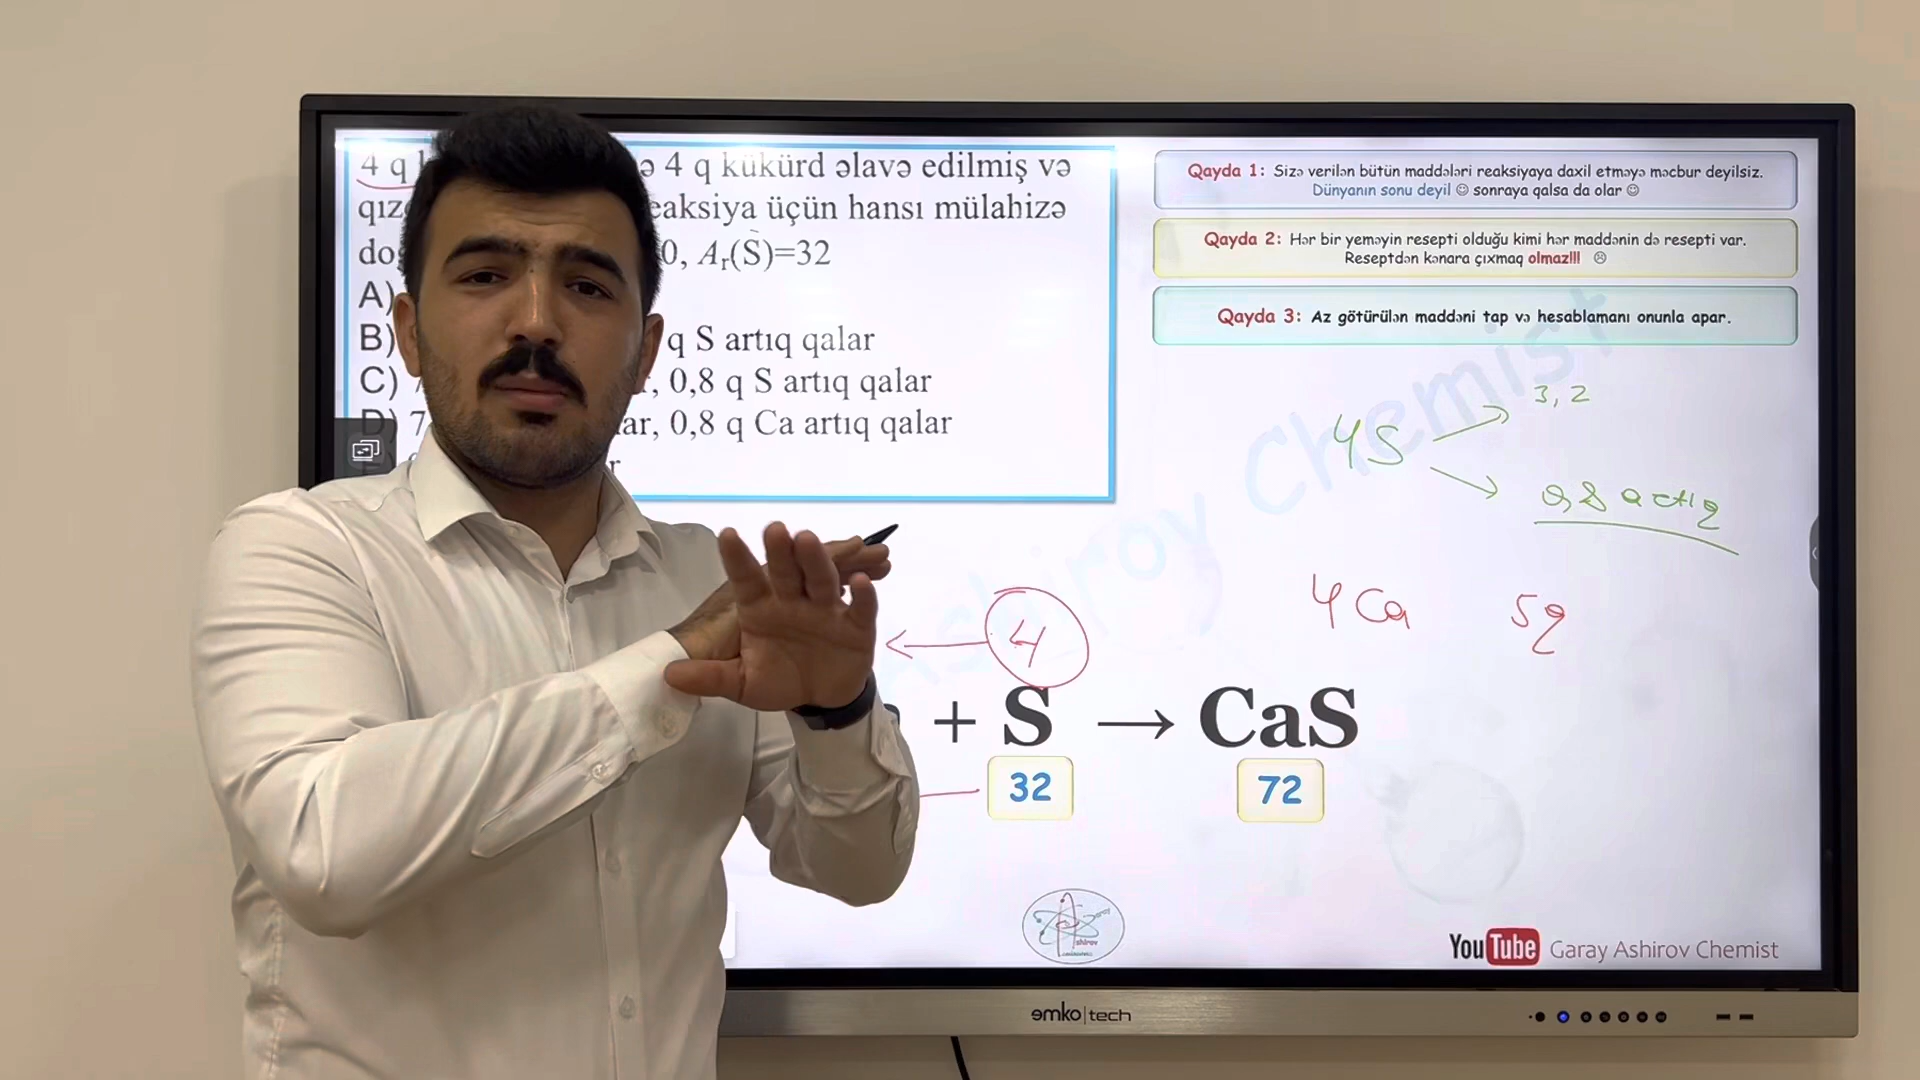 4 q ə 4 q kükürd əlavə edilmiş və
qız eaksiya üçün hansı mülahizə
doğ 0, Ar(S)=32
A)
B) q S artıq qalar
C) 0,8 q S artıq qalar
D) 7 ar, 0,8 q Ca artıq qalar
r
Qayda 1: Sizə verilən bütün maddələri reaksiyaya daxil etməyə məcbur deyilsiz.
Dünyanın sonu deyil ☺ sonraya qalsa da olar ☺
Qayda 2: Hər bir yeməyin resepti olduğu kimi hər maddənin də resepti var.
Reseptdən kənara çıxmaq olmaz!!! ☹
Qayda 3: Az götürülən maddəni tap və hesablamanı onunla apar.
3,2
4S
0,8 artıq
4Ca 5q
4
+ S → CaS
32 72
Ashirov Chemist
YouTube Garay Ashirov Chemist
emko|tech